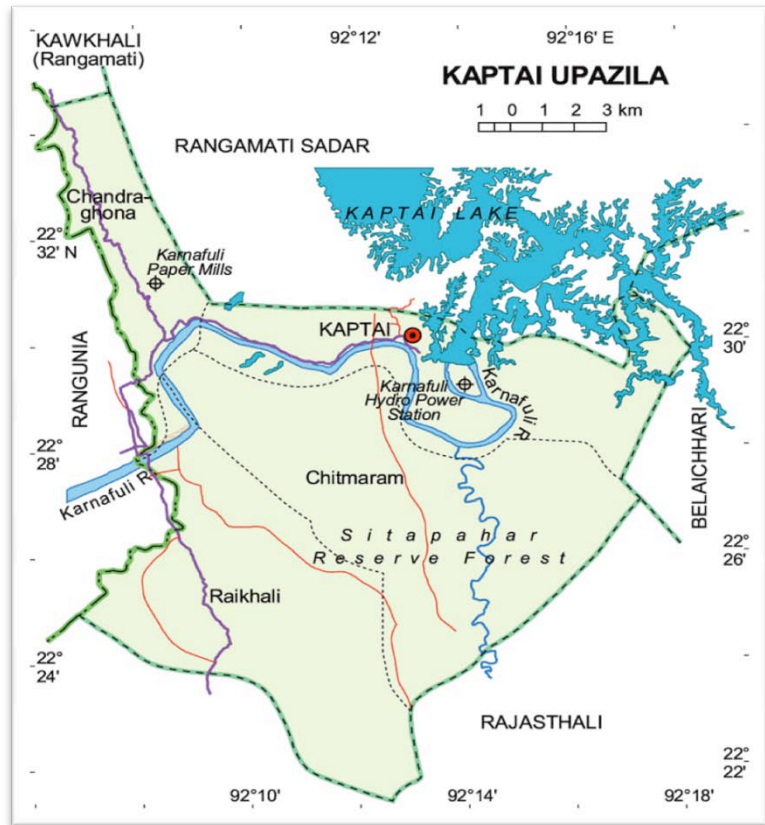 KAWKHALI
(Rangamati)
92°12'
92°16' E
KAPTAI UPAZILA
1 0 1 2 3 km
RANGAMATI SADAR
Chandra-
ghona
KAPTAI LAKE
22°
32' N
Karnafuli
Paper Mills
KAPTAI
22°
30'
RANGUNIA
Karnafuli
Hydro Power
Station
Karnafuli R
22°
28'
Karnafuli R
Chitmaram
BELAICHHARI
Sitapahar
Reserve Forest
22°
26'
Raikhali
22°
24'
RAJASTHALI
22°
22'
92°10'
92°14'
92°18'